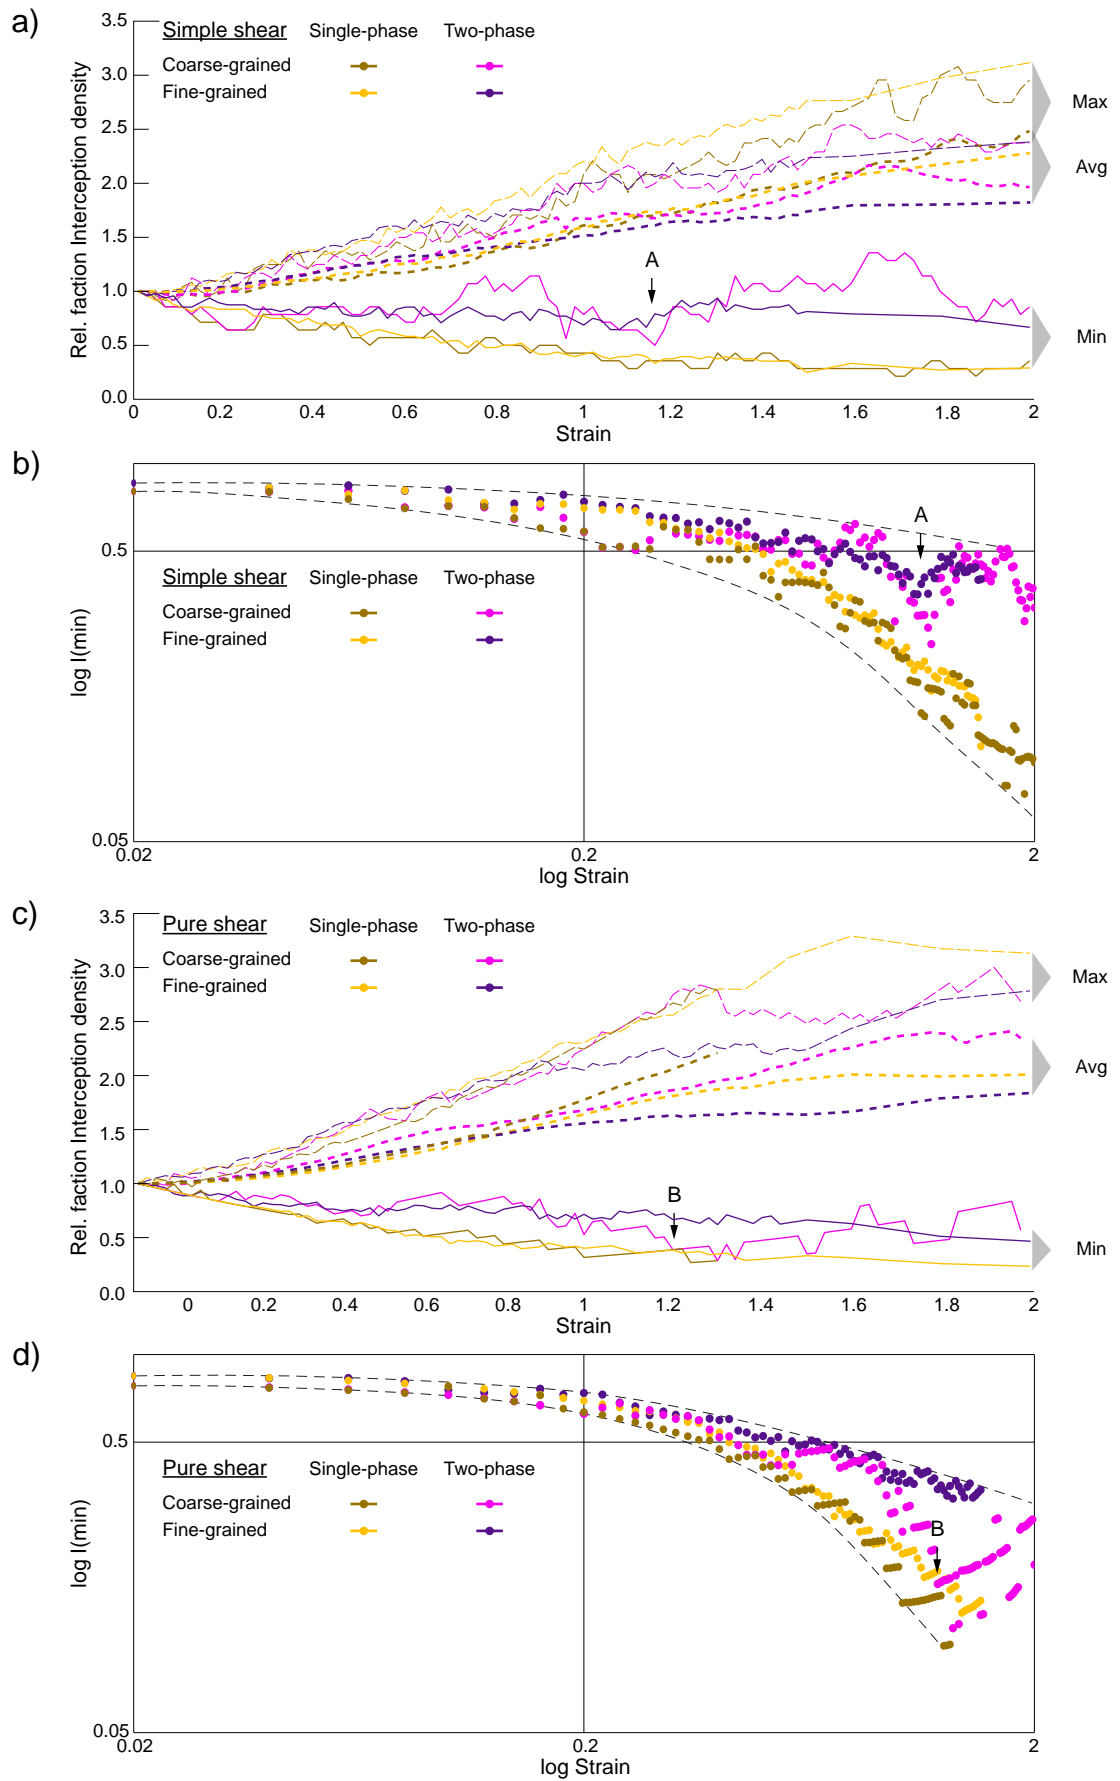 a)
3.5
Simple shear Single-phase Two-phase
Coarse-grained
Fine-grained
3.0
2.5
2.0
1.5
1.0
0.5
0.0
Rel. faction Interception density
Max
Avg
Min
A
0 0.2 0.4 0.6 0.8 1 1.2 1.4 1.6 1.8 2
Strain
b)
A
0.5
Simple shear Single-phase Two-phase
Coarse-grained
Fine-grained
log I(min)
0.05
0.02 0.2 2
log Strain
c)
3.5
Pure shear Single-phase Two-phase
Coarse-grained
Fine-grained
3.0
2.5
2.0
1.5
1.0
0.5
0.0
Rel. faction Interception density
Max
Avg
Min
B
0 0.2 0.4 0.6 0.8 1 1.2 1.4 1.6 1.8 2
Strain
d)
0.5
Pure shear Single-phase Two-phase
Coarse-grained
Fine-grained
B
log I(min)
0.05
0.02 0.2 2
log Strain